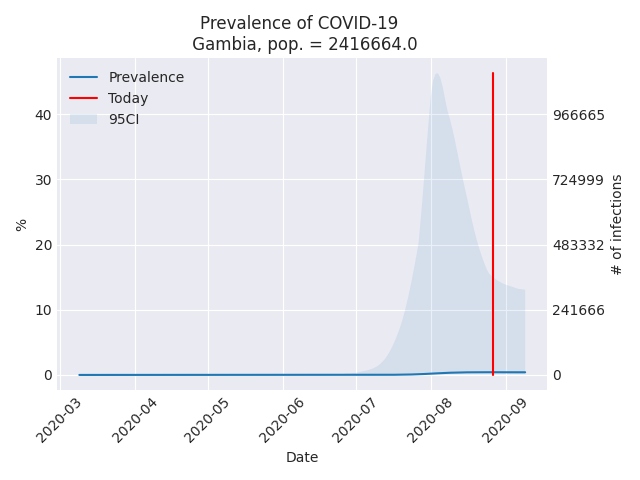 Prevalence of COVID-19
Gambia, pop. = 2416664.0
Prevalence
Today
95CI
%
40
30
20
10
0
966665
724999
483332
241666
0
# of infections
2020-03
2020-04
2020-05
2020-06
2020-07
2020-08
2020-09
Date